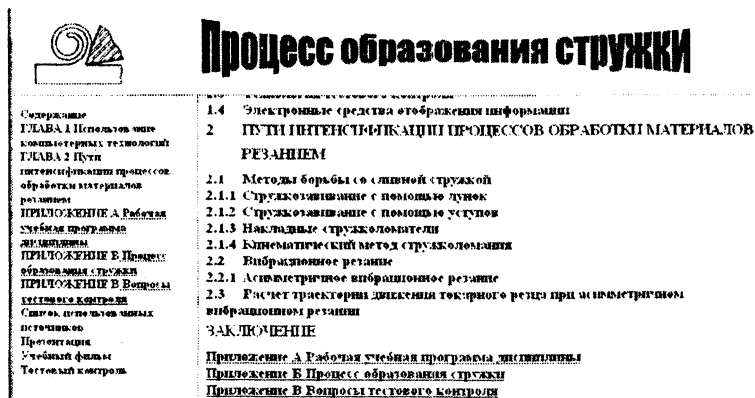 Процесс образования стружки
Содержание
ГЛАВА 1 Использование
компьютерных технологий
ГЛАВА 2 Пути
интенсификации процессов
обработки материалов
резанием
ПРИЛОЖЕНИЕ А Рабочая
учебная программа
дисциплины
ПРИЛОЖЕНИЕ Б Процесс
образования стружки
ПРИЛОЖЕНИЕ В Вопросы
тестового контроля
Список использованных
источников
Презентация
Учебный фильм
Тестовый контроль
1.4 Электронные средства отображения информации
2 ПУТИ ИНТЕНСИФИКАЦИИ ПРОЦЕССОВ ОБРАБОТКИ МАТЕРИАЛОВ
РЕЗАНИЕМ
2.1 Методы борьбы со сливной стружкой
2.1.1 Стружкозавивание с помощью лунок
2.1.2 Стружкозавивание с помощью уступов
2.1.3 Накладные стружколоматели
2.1.4 Кинематический метод стружколомания
2.2 Вибрационное резание
2.2.1 Асимметричное вибрационное резание
2.3 Расчет траектории движения токарного резца при асимметричном
вибрационном резании
ЗАКЛЮЧЕНИЕ
Приложение А Рабочая учебная программа дисциплины
Приложение Б Процесс образования стружки
Приложение В Вопросы тестового контроля